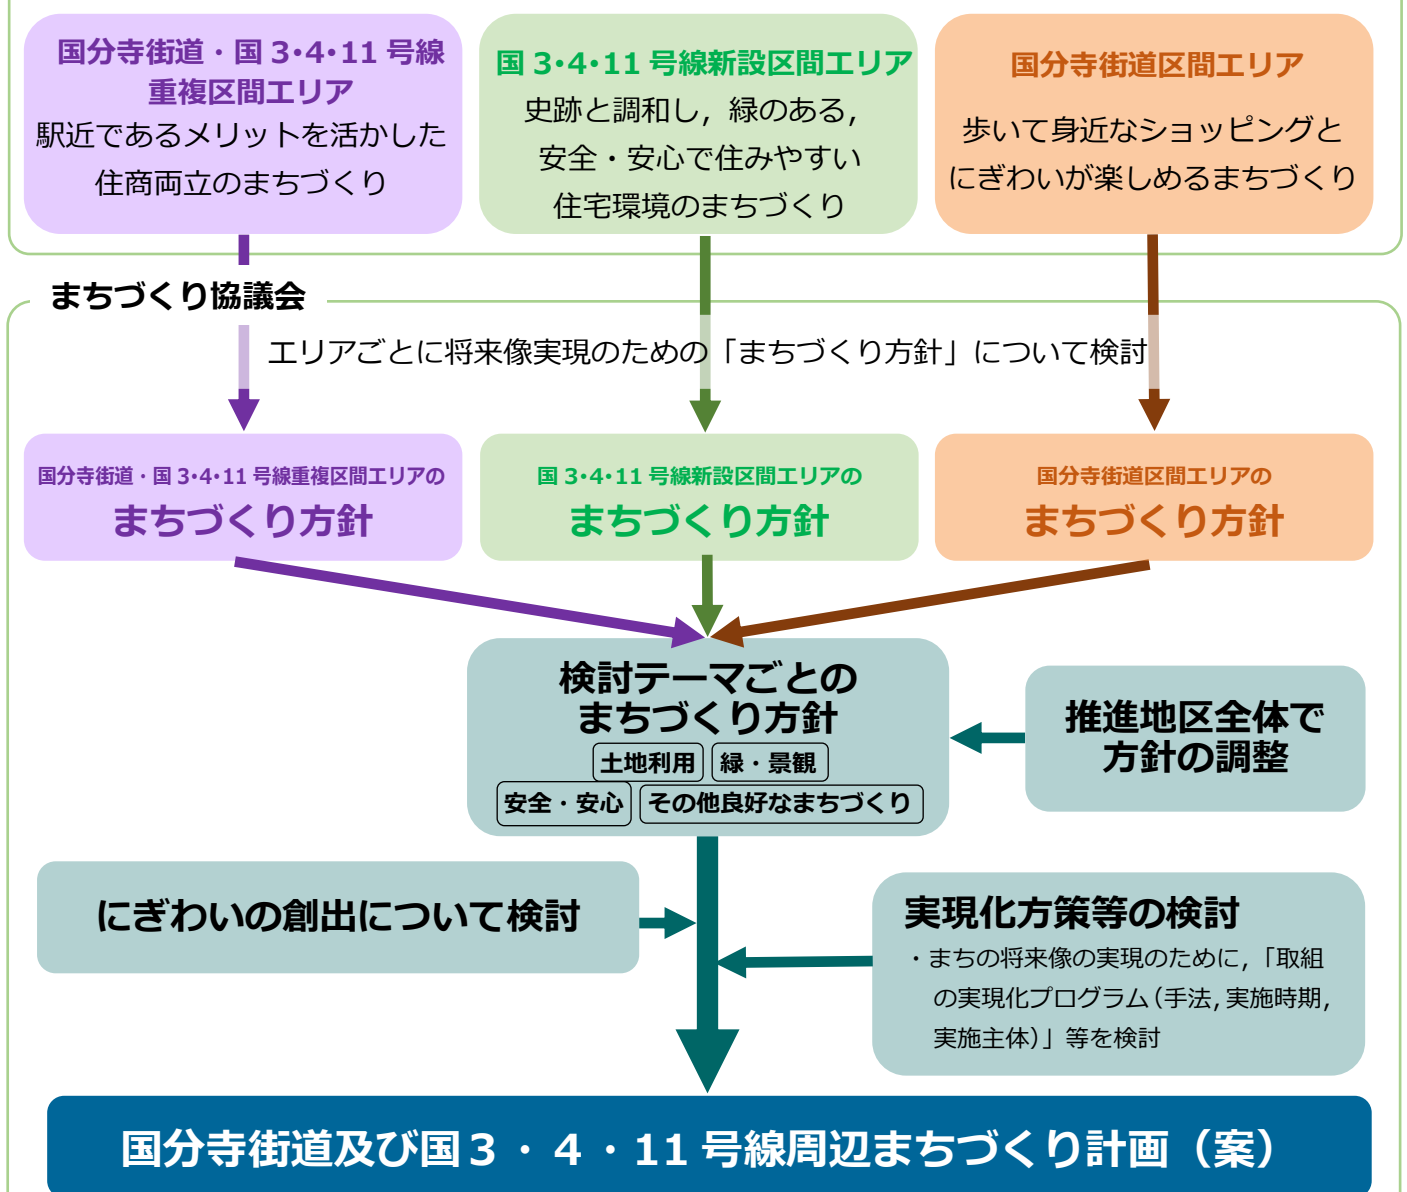 国分寺街道・国 3・4・11 号線
重複区間エリア
駅近であるメリットを活かした
住商両立のまちづくり
国 3・4・11 号線新設区間エリア
史跡と調和し，緑のある，
安全・安心で住みやすい
住宅環境のまちづくり
国分寺街道区間エリア
歩いて身近なショッピングと
にぎわいが楽しめるまちづくり
まちづくり協議会
エリアごとに将来像実現のための「まちづくり方針」について検討
国分寺街道・国 3・4・11 号線重複区間エリアの
まちづくり方針
国 3・4・11 号線新設区間エリアの
まちづくり方針
国分寺街道区間エリアの
まちづくり方針
検討テーマごとの
まちづくり方針
土地利用 緑・景観
安全・安心 その他良好なまちづくり
推進地区全体で
方針の調整
にぎわいの創出について検討
実現化方策等の検討
・まちの将来像の実現のために，「取組
の実現化プログラム（手法，実施時期，
実施主体）」等を検討
国分寺街道及び国３・４・11 号線周辺まちづくり計画（案）